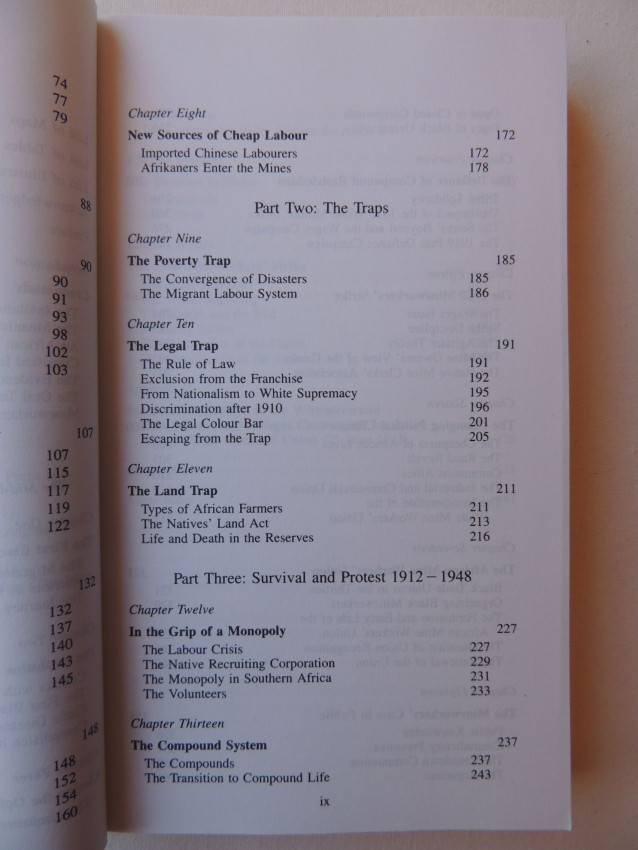 74
77
79
88
90
90
91
93
98
102
103
107
107
115
117
119
122
132
132
137
140
143
145
148
148
152
154
160
Chapter Eight
New Sources of Cheap Labour 172
Imported Chinese Labourers 172
Afrikaners Enter the Mines 178
Part Two: The Traps
Chapter Nine
The Poverty Trap 185
The Convergence of Disasters 185
The Migrant Labour System 186
Chapter Ten
The Legal Trap 191
The Rule of Law 191
Exclusion from the Franchise 192
From Nationalism to White Supremacy 195
Discrimination after 1910 196
The Legal Colour Bar 201
Escaping from the Trap 205
Chapter Eleven
The Land Trap 211
Types of African Farmers 211
The Natives' Land Act 213
Life and Death in the Reserves 216
Part Three: Survival and Protest 1912 – 1948
Chapter Twelve
In the Grip of a Monopoly 227
The Labour Crisis 227
The Native Recruiting Corporation 229
The Monopoly in Southern Africa 231
The Volunteers 233
Chapter Thirteen
The Compound System 237
The Compounds 237
The Transition to Compound Life 243
ix